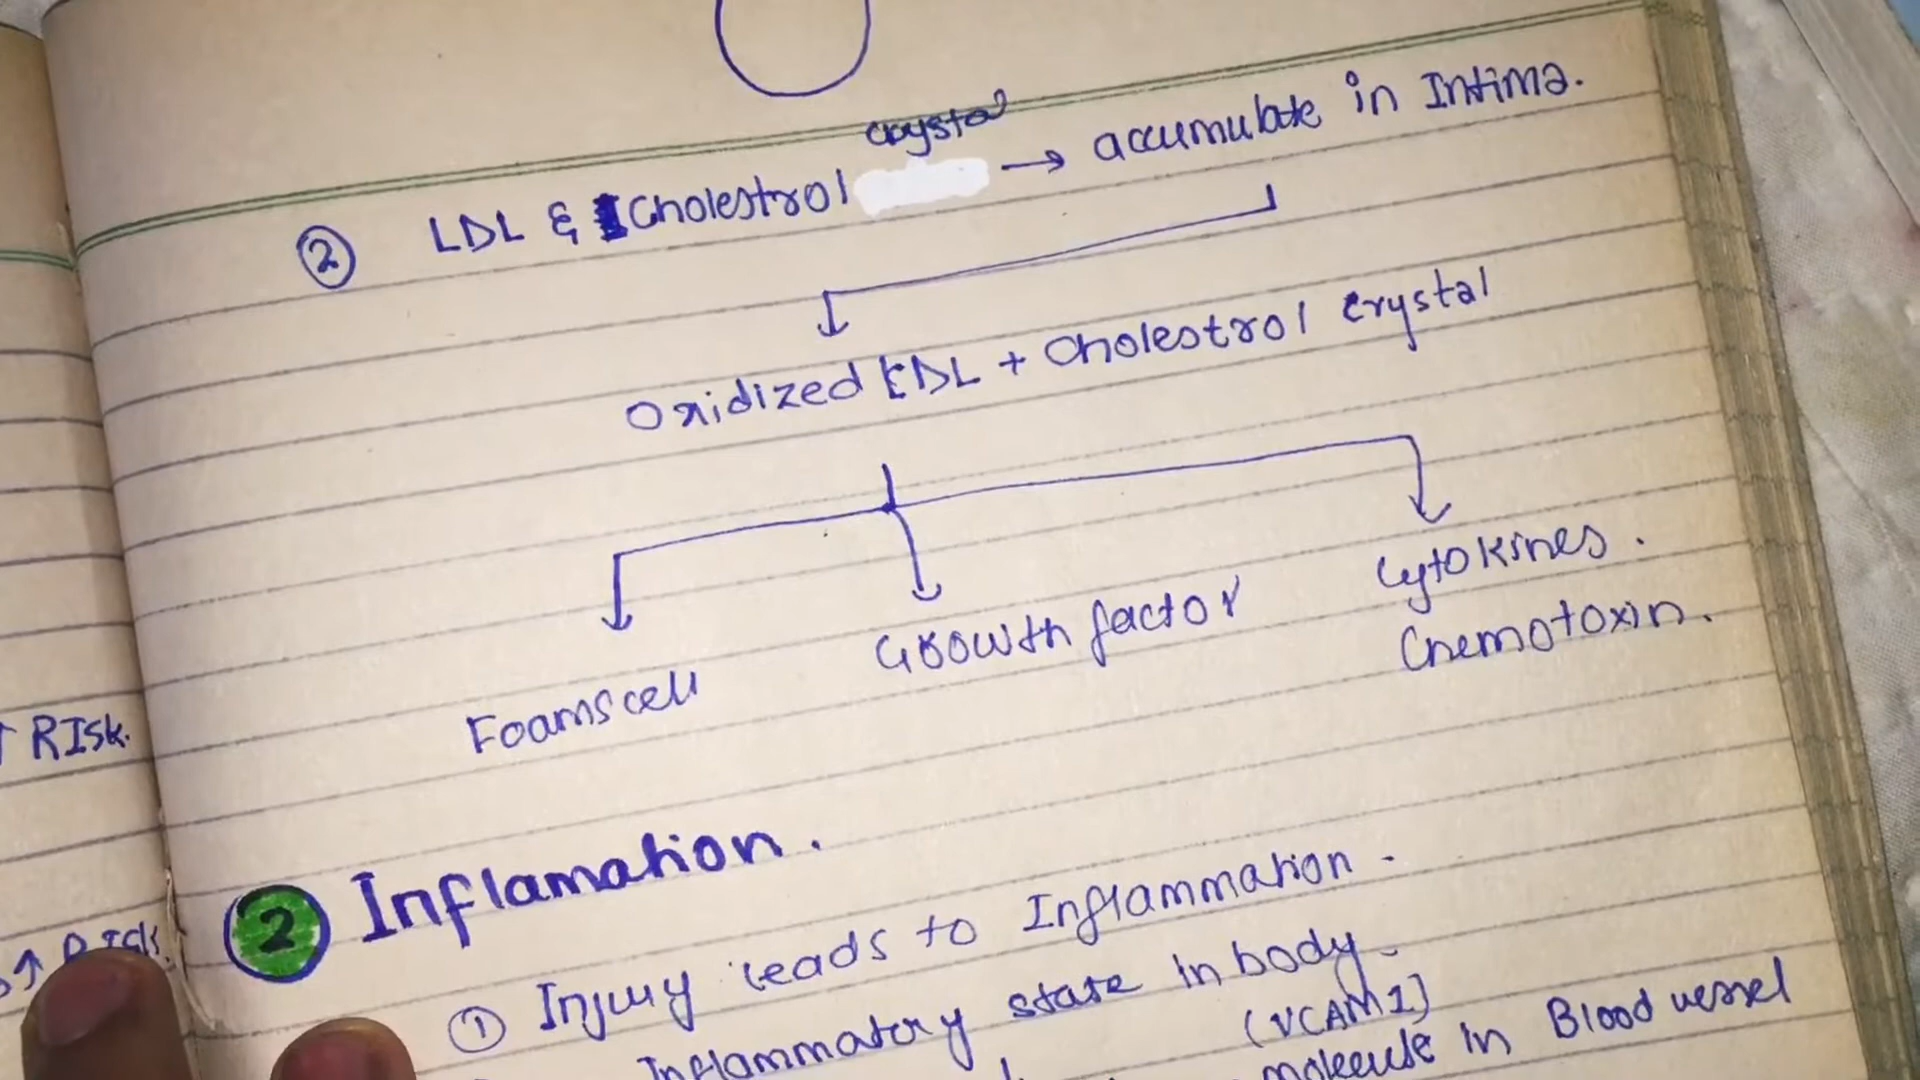 crystal
② LDL & Cholestrol → accumulate in Intima.
Oxidized LDL + Cholestrol crystal
Foams cell
Growth factor
Cytokines.
Chemotoxin.
↑ RIsk.
↑ RIsk.
2 Inflamation.
① Injury leads to Inflammation -
Inflammatory state in body -
(VCAM1)
molecule in Blood vessel